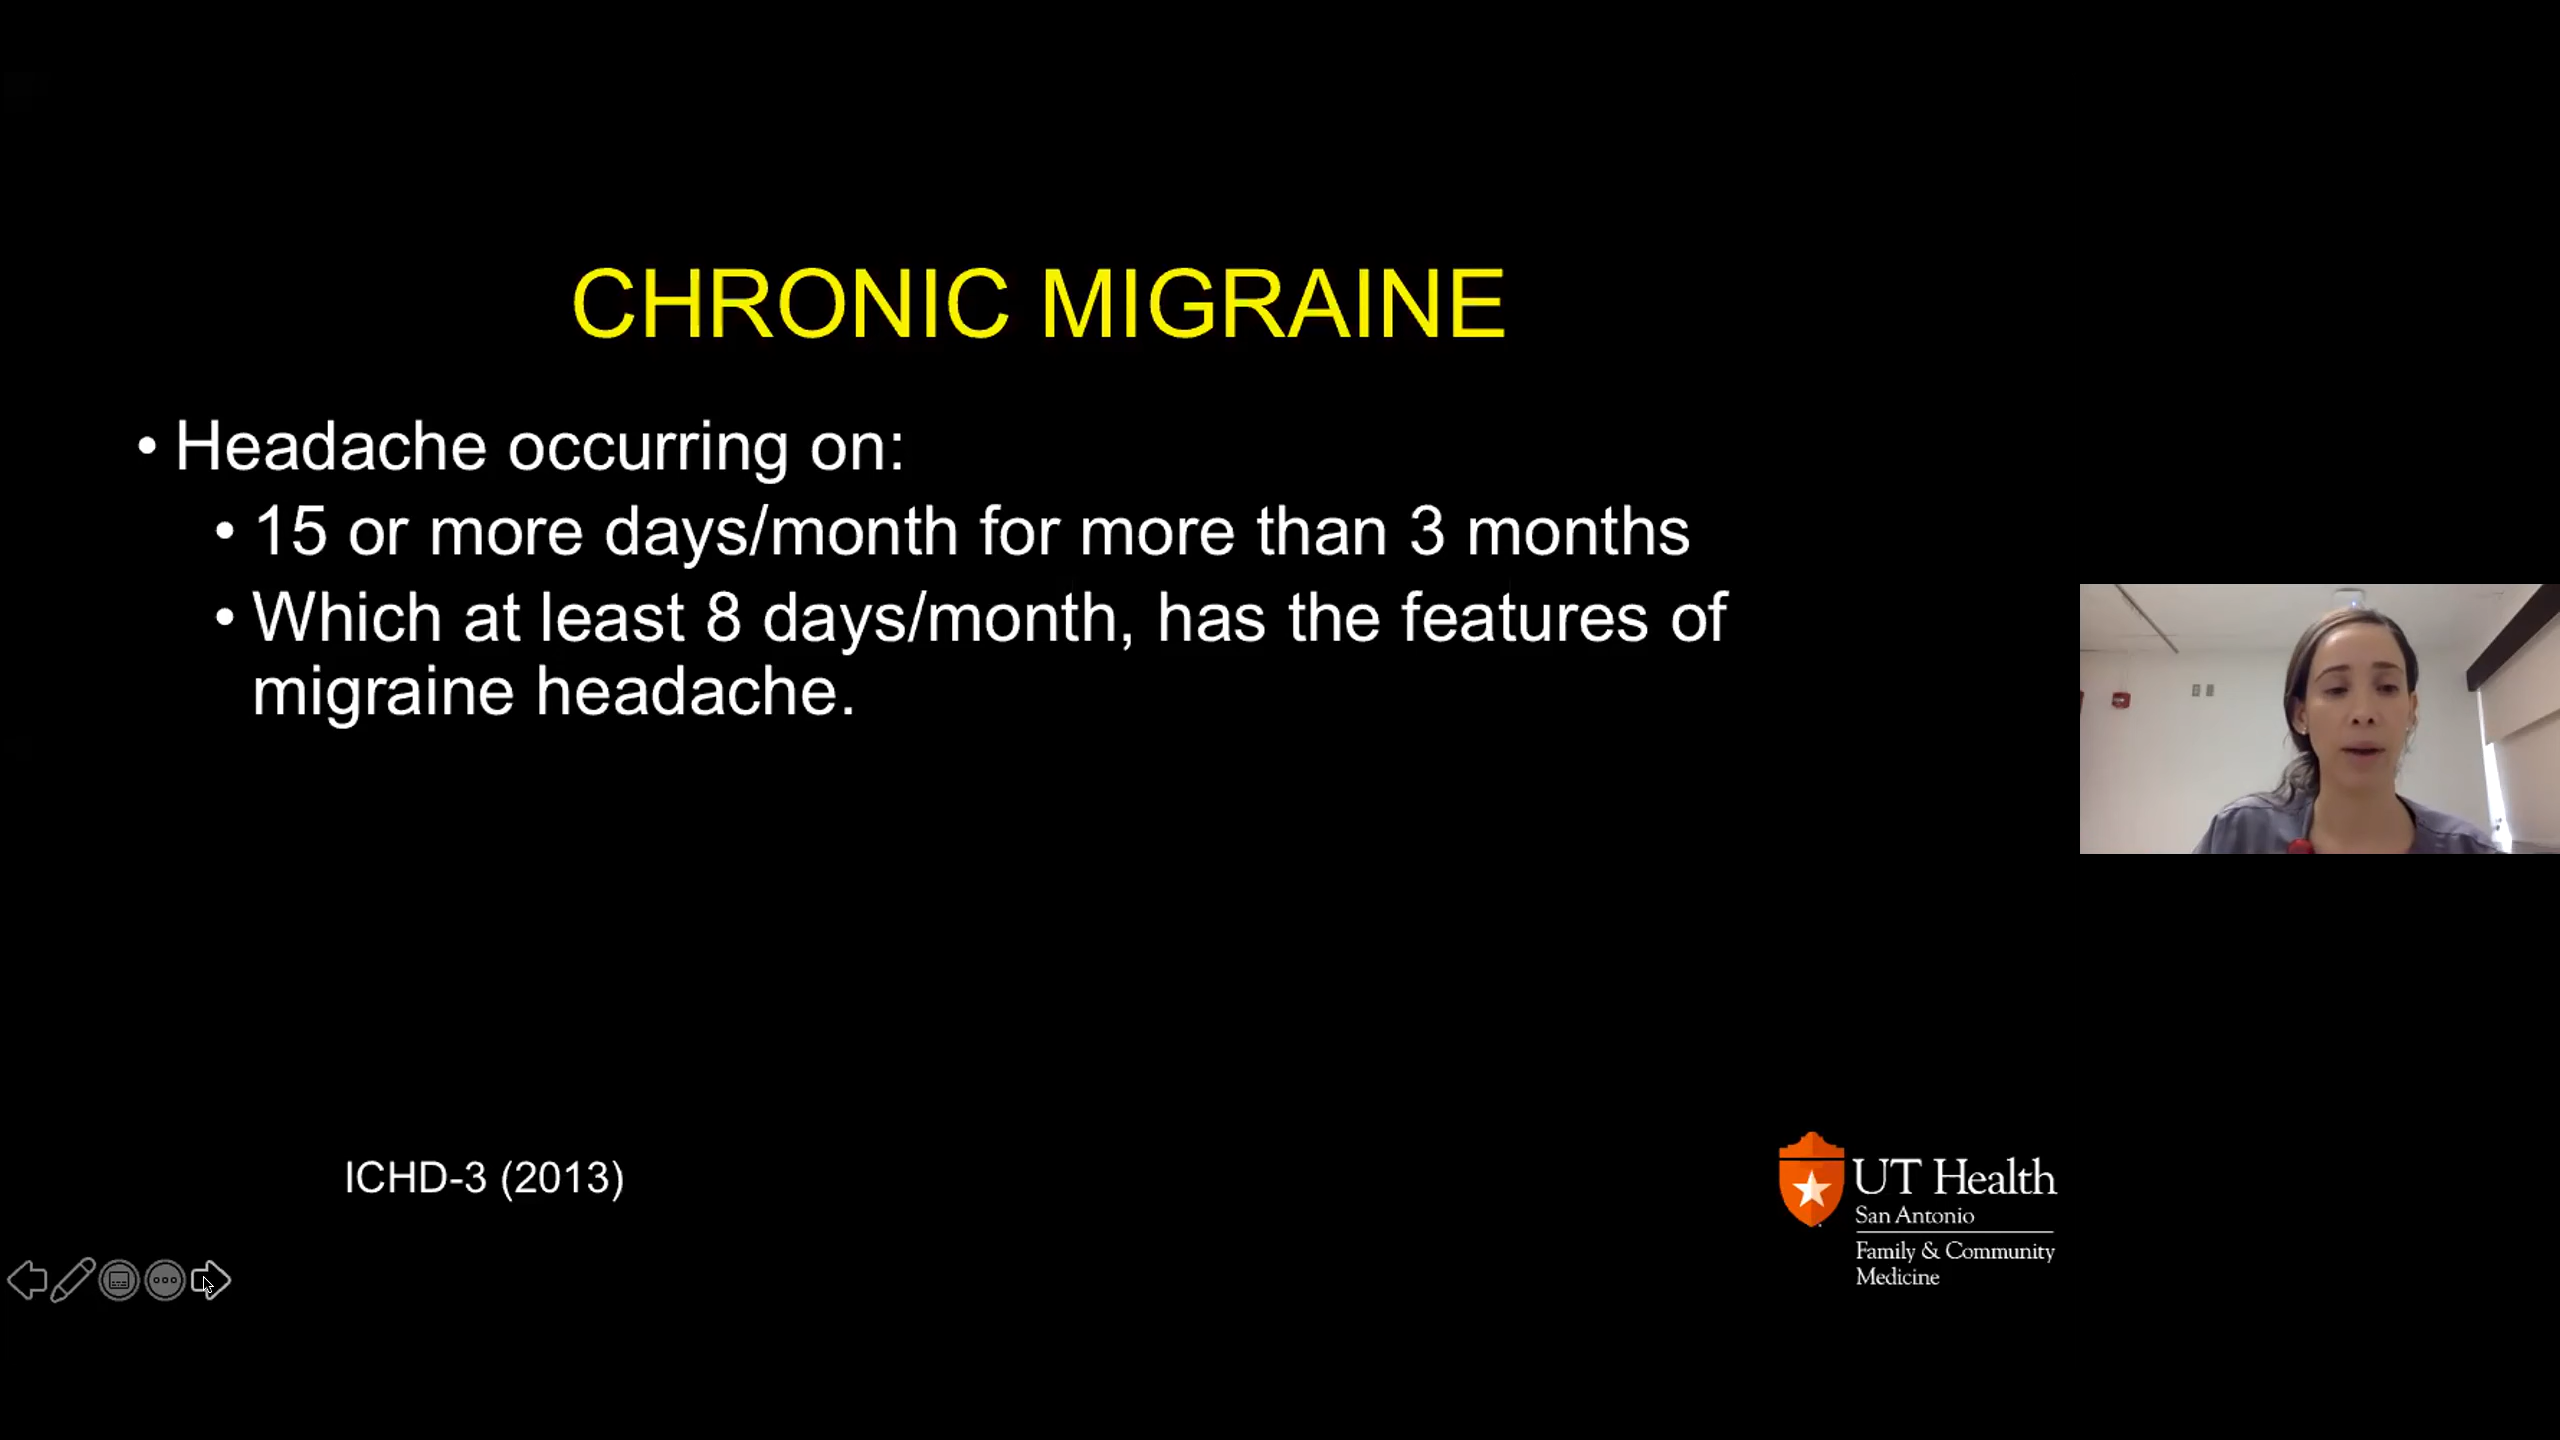 CHRONIC MIGRAINE
• Headache occurring on:
• 15 or more days/month for more than 3 months
• Which at least 8 days/month, has the features of
migraine headache.
ICHD-3 (2013)
UT Health
San Antonio
Family & Community
Medicine